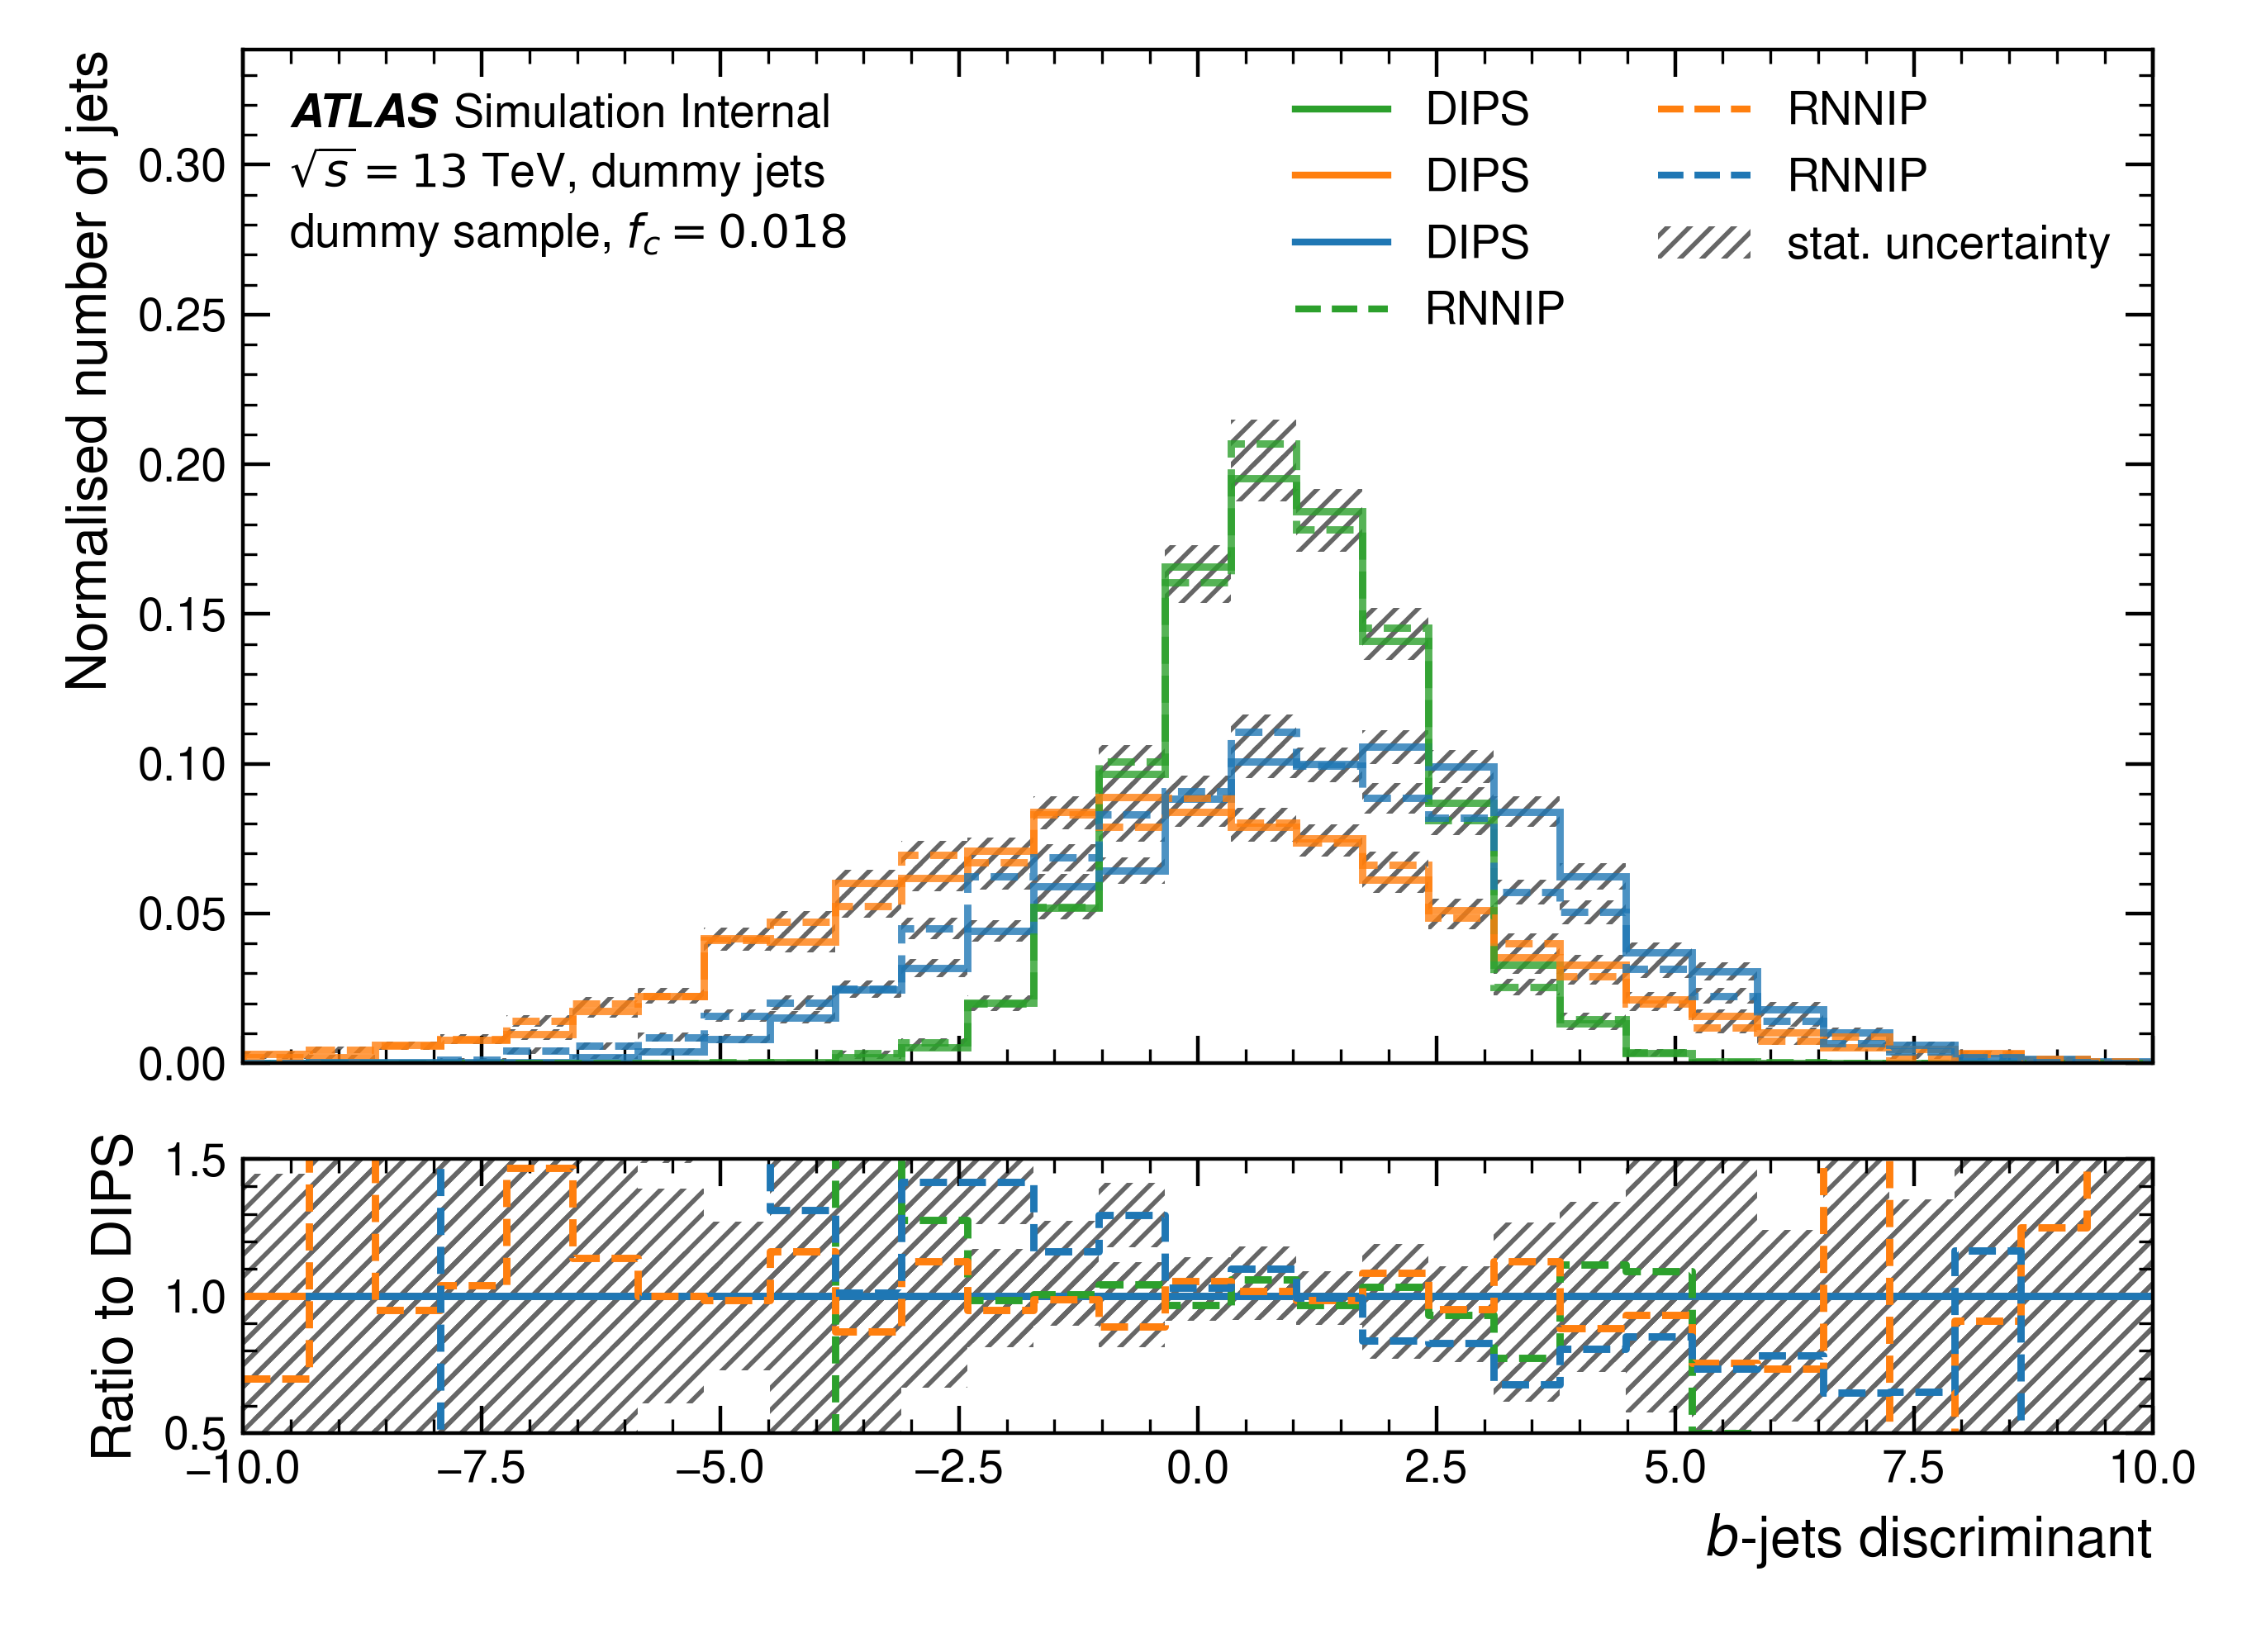 ATLAS Simulation Internal
√s = 13 TeV, dummy jets
dummy sample, fc = 0.018
DIPS
DIPS
DIPS
RNNIP
RNNIP
RNNIP
stat. uncertainty
Normalised number of jets
0.30
0.25
0.20
0.15
0.10
0.05
0.00
Ratio to DIPS
1.5
1.0
0.5
−10.0 −7.5 −5.0 −2.5 0.0 2.5 5.0 7.5 10.0
b-jets discriminant